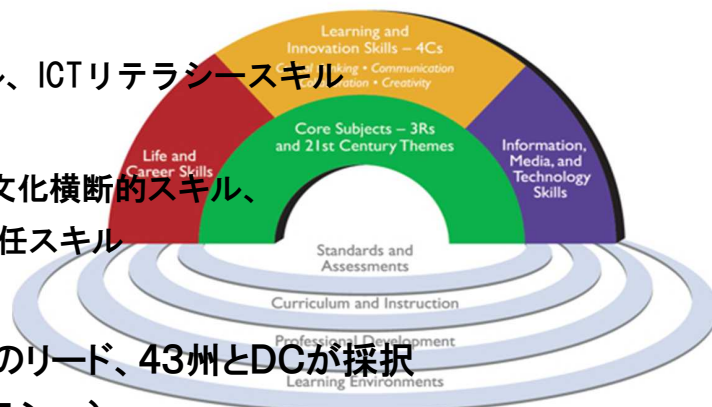 Learning and
Innovation Skills – 4Cs
• Communication
• Creativity
、ICTリテラシースキル
Core Subjects – 3Rs
and 21st Century Themes
Life and
Career Skills
Information,
Media, and
Technology
Skills
文化横断的スキル、
任スキル
Standards and
Assessments
Curriculum and Instruction
Professional Development
のリード、43州とDCが採択
Learning Environments